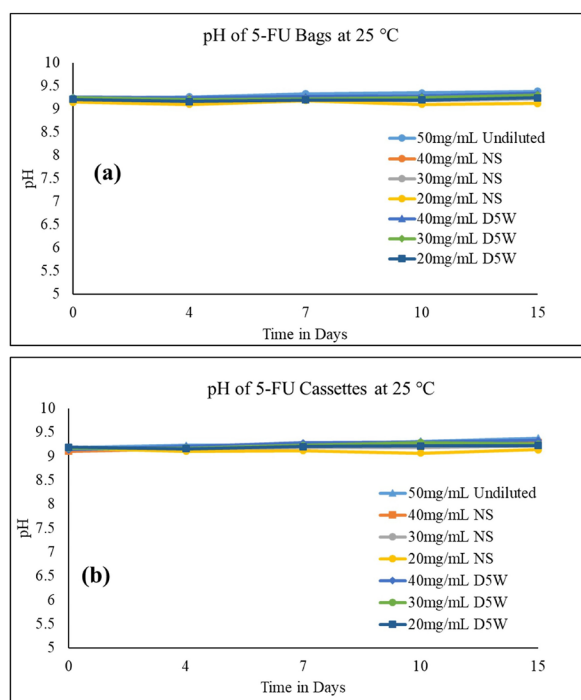 pH of 5-FU Bags at 25 °C
10
9.5
9
8.5
8
7.5
7
6.5
6
5.5
5
pH
(a)
50mg/mL Undiluted
40mg/mL NS
30mg/mL NS
20mg/mL NS
40mg/mL D5W
30mg/mL D5W
20mg/mL D5W
0 4 7 10 15
Time in Days
pH of 5-FU Cassettes at 25 °C
10
9.5
9
8.5
8
7.5
7
6.5
6
5.5
5
pH
(b)
50mg/mL Undiluted
40mg/mL NS
30mg/mL NS
20mg/mL NS
40mg/mL D5W
30mg/mL D5W
20mg/mL D5W
0 4 7 10 15
Time in Days